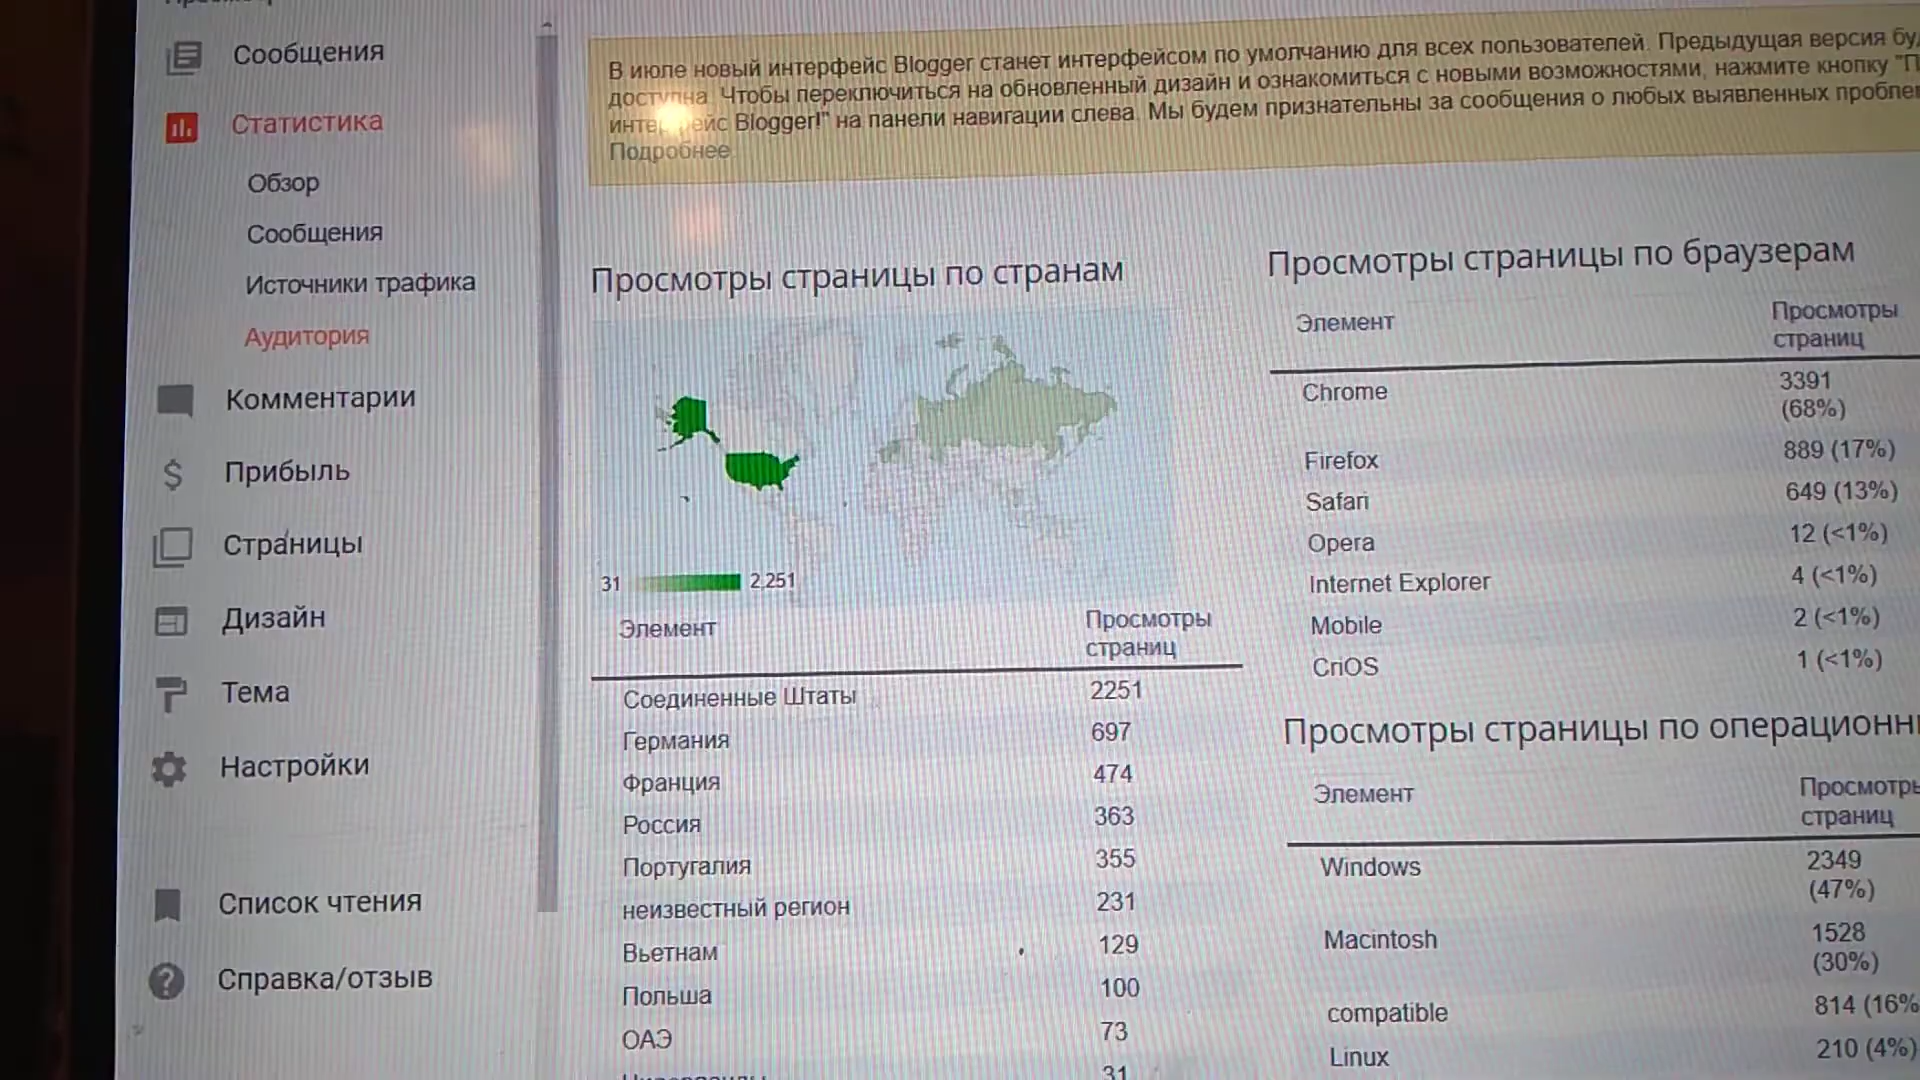 Сообщения
Статистика
Обзор
Сообщения
Источники трафика
Аудитория
Комментарии
Прибыль
Страницы
Дизайн
Тема
Настройки
Список чтения
Справка/отзыв
В июле новый интерфейс Blogger станет интерфейсом по умолчанию для всех пользователей. Предыдущая версия
доступна. Чтобы переключиться на обновленный дизайн и ознакомиться с новыми возможностями, нажмите кнопку
Blogger!" на панели навигации слева. Мы будем признательны за сообщения о любых выявленных
Подробнее
Просмотры страницы по странам
31 2,251
Элемент Просмотры страниц
Соединенные Штаты 2251
Германия 697
Франция 474
Россия 363
Португалия 355
неизвестный регион 231
Вьетнам 129
Польша 100
ОАЭ 73
31
Просмотры страницы по браузерам
Элемент Просмотры страниц
Chrome 3391 (68%)
Firefox 889 (17%)
Safari 649 (13%)
Opera 12 (<1%)
Internet Explorer 4 (<1%)
Mobile 2 (<1%)
CriOS 1 (<1%)
Просмотры страницы по
Элемент страниц
Windows 2349 (47%)
Macintosh 1528 (30%)
compatible 814 (16%
Linux 210 (4%)